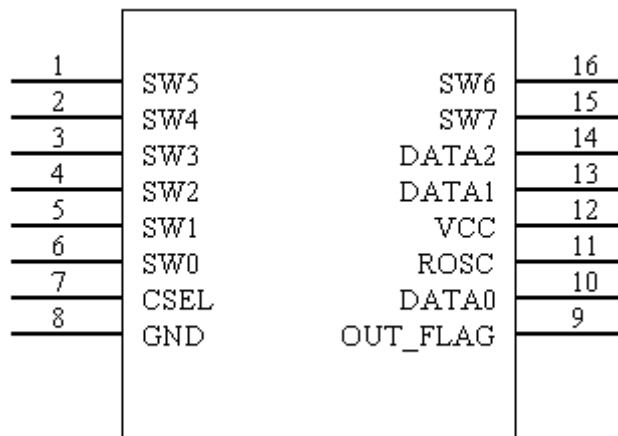 1 SW5 SW6 16
2 SW4 SW7 15
3 SW3 DATA2 14
4 SW2 DATA1 13
5 SW1 VCC 12
6 SW0 ROSC 11
7 CSEL DATA0 10
8 GND OUT_FLAG 9